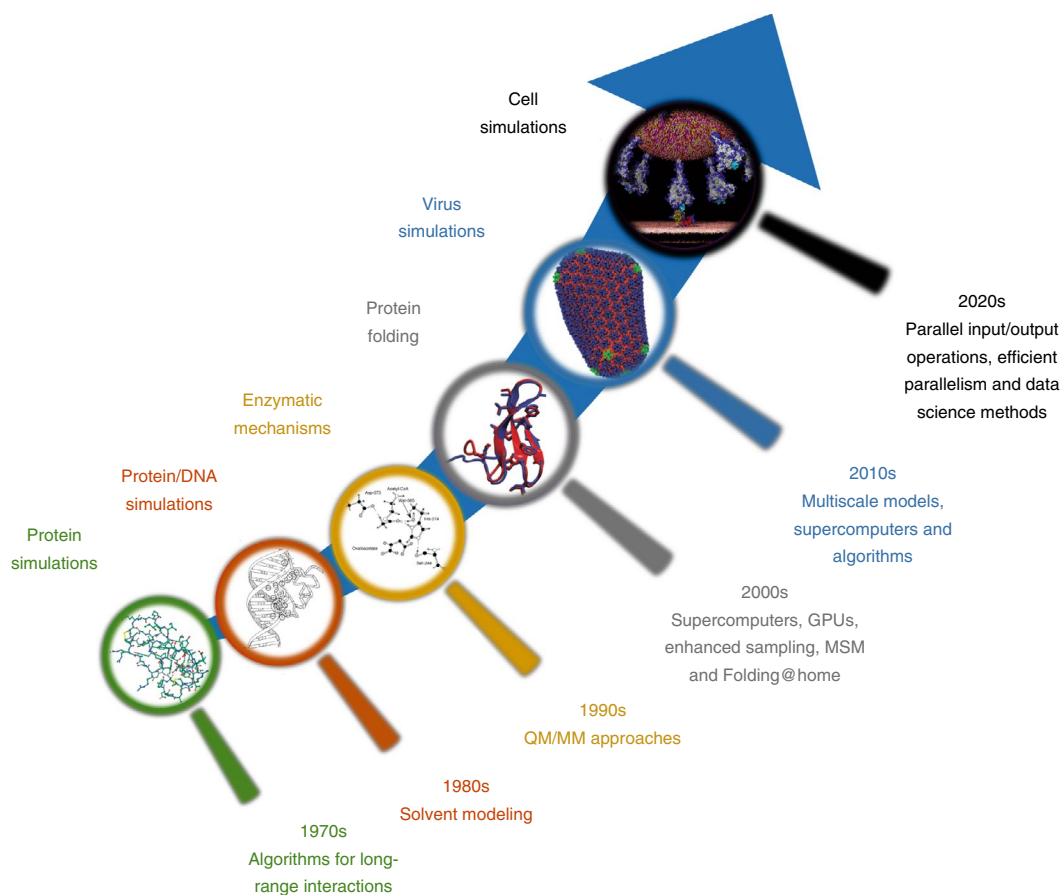 Cell
simulations
Virus
simulations
Protein
folding
Enzymatic
mechanisms
Protein/DNA
simulations
Protein
simulations
Asp-375
Acetyl-CoA
Oxaloacetate
2020s
Parallel input/output
operations, efficient
parallelism and data
science methods
2010s
Multiscale models,
supercomputers and
algorithms
2000s
Supercomputers, GPUs,
enhanced sampling, MSM
and Folding@home
1990s
QM/MM approaches
1980s
Solvent modeling
1970s
Algorithms for long-
range interactions